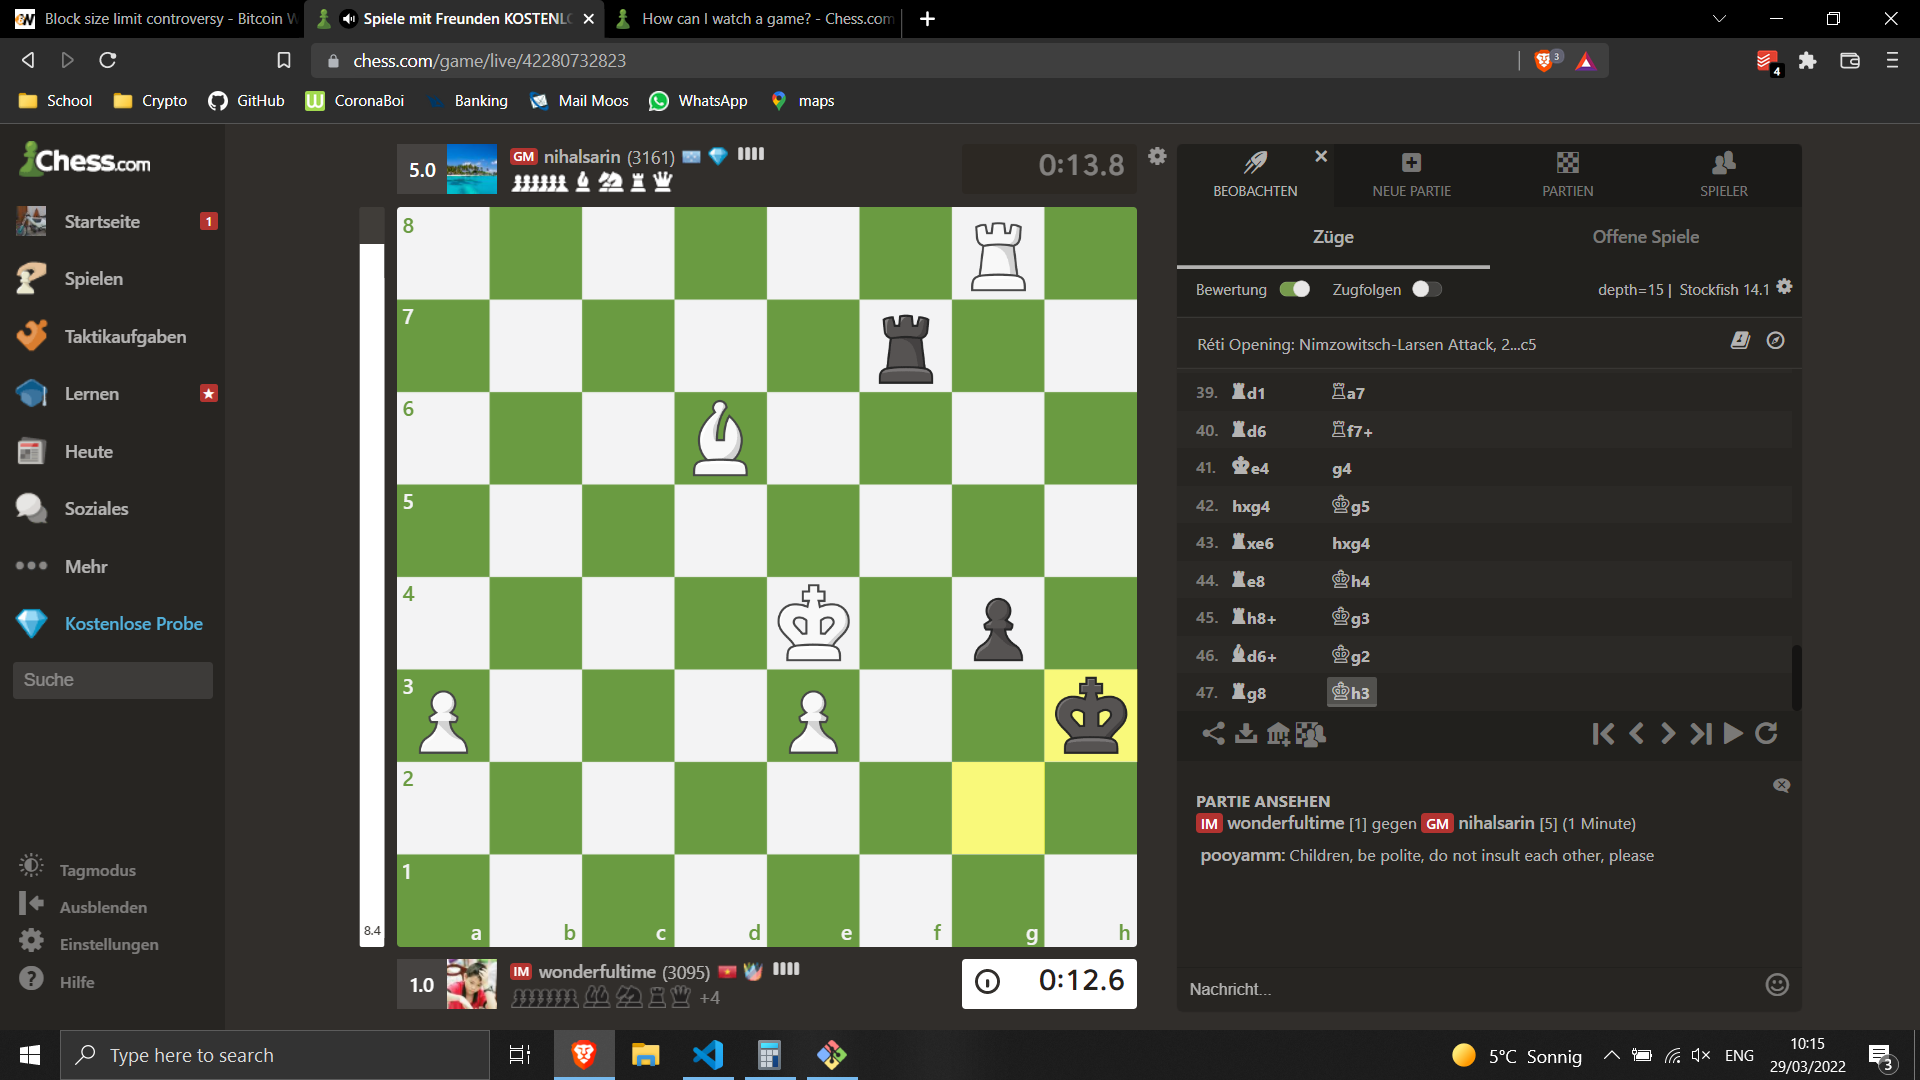 Block size limit controversy - Bitcoin W
Spiele mit Freunden KOSTENLO
How can I watch a game? - Chess.com
chess.com/game/live/42280732823
3
4
School
Crypto
GitHub
CoronaBoi
Banking
Mail Moos
WhatsApp
maps
Chess.com
Startseite
1
Spielen
Taktikaufgaben
Lernen
Heute
Soziales
Mehr
Kostenlose Probe
Suche
Tagmodus
Ausblenden
Einstellungen
Hilfe
5.0
GM nihalsarin (3161)
0:13.8
8
7
6
5
4
3
2
1
a b c d e f g h
8.4
1.0
IM wonderfultime (3095)
+4
0:12.6
BEOBACHTEN
NEUE PARTIE
PARTIEN
SPIELER
Züge
Offene Spiele
Bewertung
Zugfolgen
depth=15 | Stockfish 14.1
Réti Opening: Nimzowitsch-Larsen Attack, 2...c5
39. ♜d1 ♖a7
40. ♜d6 ♖f7+
41. ♚e4 g4
42. hxg4 ♔g5
43. ♜xe6 hxg4
44. ♜e8 ♔h4
45. ♜h8+ ♔g3
46. ♝d6+ ♔g2
47. ♜g8 ♔h3
PARTIE ANSEHEN
IM wonderfultime [1] gegen GM nihalsarin [5] (1 Minute)
pooyamm: Children, be polite, do not insult each other, please
Nachricht...
Type here to search
5°C Sonnig
ENG
10:15
29/03/2022
3